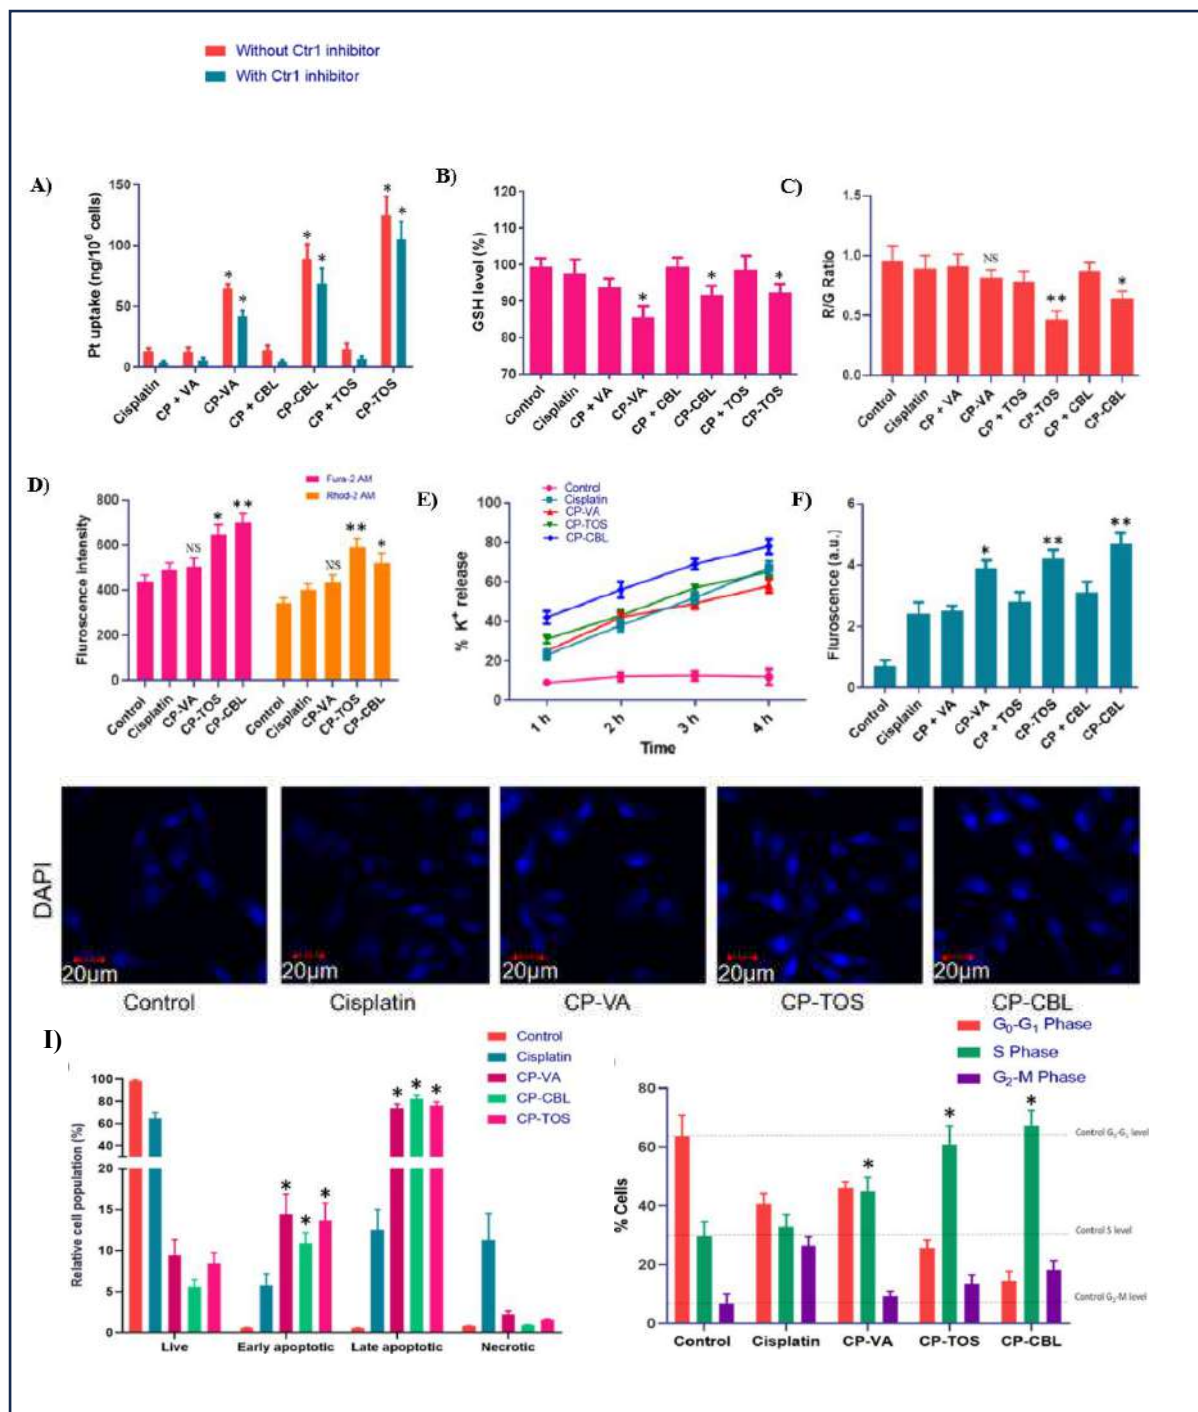 Without Ctr1 inhibitor
With Ctr1 inhibitor
A)
Pt uptake (ng/10⁶ cells)
150
100
50
0
Cisplatin
CP + VA
CP-VA
CP + CBL
CP-CBL
CP + TOS
CP-TOS
* * * * * *
B)
GSH level (%)
120
110
100
90
80
70
Control
Cisplatin
CP + VA
CP-VA
CP + CBL
CP-CBL
CP + TOS
CP-TOS
* * *
C)
R/G Ratio
1.5
1.0
0.5
0.0
Control
Cisplatin
CP + VA
CP-VA
CP + TOS
CP-TOS
CP + CBL
CP-CBL
NS ** *
D)
Fura-2 AM
Rhod-2 AM
Fluroscence intensity
800
600
400
200
0
NS * ** NS ** *
Control
Cisplatin
CP-VA
CP-TOS
CP-CBL
Control
Cisplatin
CP-VA
CP-TOS
CP-CBL
E)
Control
Cisplatin
CP-VA
CP-TOS
CP-CBL
% K⁺ release
100
80
60
40
20
0
1 h
2 h
3 h
4 h
Time
F)
Fluroscence (a.u.)
6
4
2
0
* ** **
Control
Cisplatin
CP + VA
CP-VA
CP + TOS
CP-TOS
CP + CBL
CP-CBL
DAPI
20μm
20μm
20μm
20μm
20μm
Control
Cisplatin
CP-VA
CP-TOS
CP-CBL
I)
Control
Cisplatin
CP-VA
CP-CBL
CP-TOS
Relative cell population (%)
100
80
60
40
20
15
10
5
0
* * * * * *
Live
Early apoptotic
Late apoptotic
Necrotic
G₀-G₁ Phase
S Phase
G₂-M Phase
% Cells
80
60
40
20
0
* * *
Control S level
Control G₂-M level
Control
Cisplatin
CP-VA
CP-TOS
CP-CBL